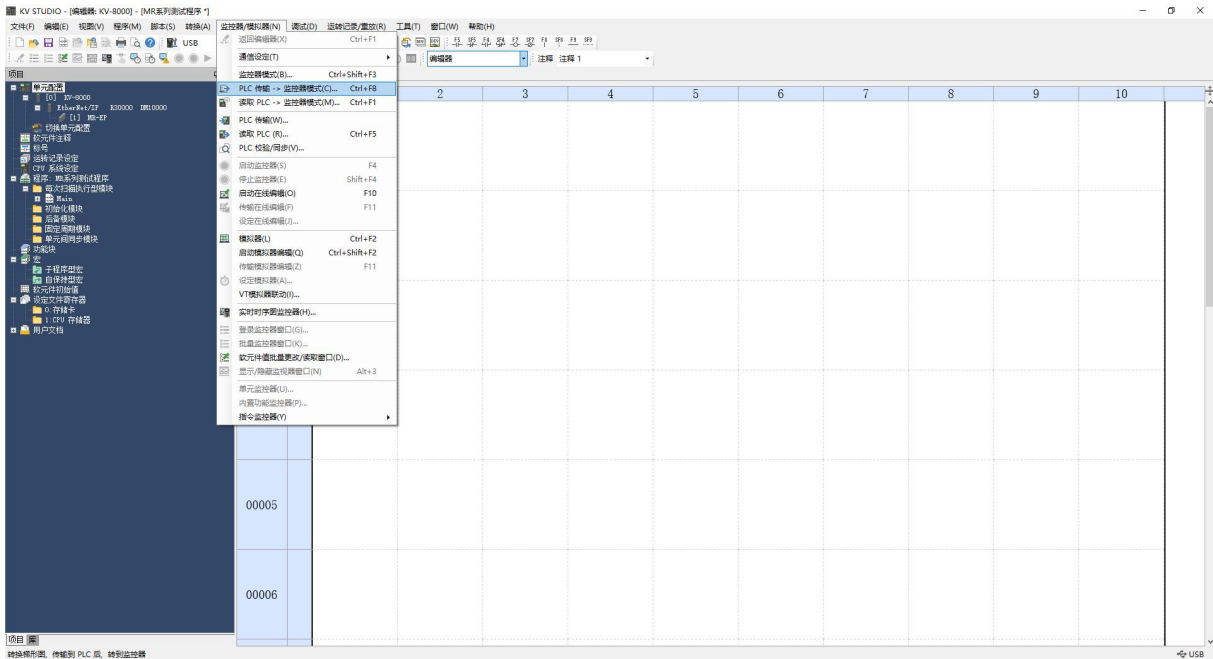 KV STUDIO - [编辑器: KV-8000] - [MR系列测试程序 *]
文件(F) 编辑(E) 视图(V) 程序(M) 脚本(S) 转换(A) 监控器/模拟器(N) 调试(D) 运转记录/重放(R) 工具(T) 窗口(W) 帮助(H)
USB
编辑器 注释 注释 1
项目
单元配置
[0] KV-8000
EtherNet/IP R30000 DM10000
[1] MR-EP
切换单元配置
软元件注释
标号
运转记录设定
CPU 系统设定
程序: MR系列测试程序
每次扫描执行型模块
Main
初始化模块
后备模块
固定周期模块
单元间同步模块
功能块
宏
子程序型宏
自保持型宏
软元件初始值
设定文件寄存器
0:存储卡
1:CPU 存储器
用户文档
返回编辑器(X) Ctrl+F1
通信设定(T)
监控器模式(B)... Ctrl+Shift+F3
PLC 传输 -> 监控器模式(C)... Ctrl+F8
读取 PLC -> 监控器模式(M)... Ctrl+F1
PLC 传输(W)...
读取 PLC (R)... Ctrl+F5
PLC 校验/同步(V)...
启动监控器(S) F4
停止监控器(E) Shift+F4
启动在线编辑(O) F10
传输在线编辑(F) F11
设定在线编辑(J)...
模拟器(L) Ctrl+F2
启动模拟器编辑(Q) Ctrl+Shift+F2
传输模拟器编辑(Z) F11
设定模拟器(A)...
VT模拟器联动(I)...
实时时序图监控器(H)...
登录监控器窗口(G)...
批量监控器窗口(K)...
软元件值批量更改/读取窗口(D)...
显示/隐藏监视器窗口(N) Alt+3
单元监控器(U)...
内置功能监控器(P)...
指令监控器(Y)
2 3 4 5 6 7 8 9 10
00005
00006
项目 库
转换梯形图, 传输到 PLC 后, 转到监控器 USB